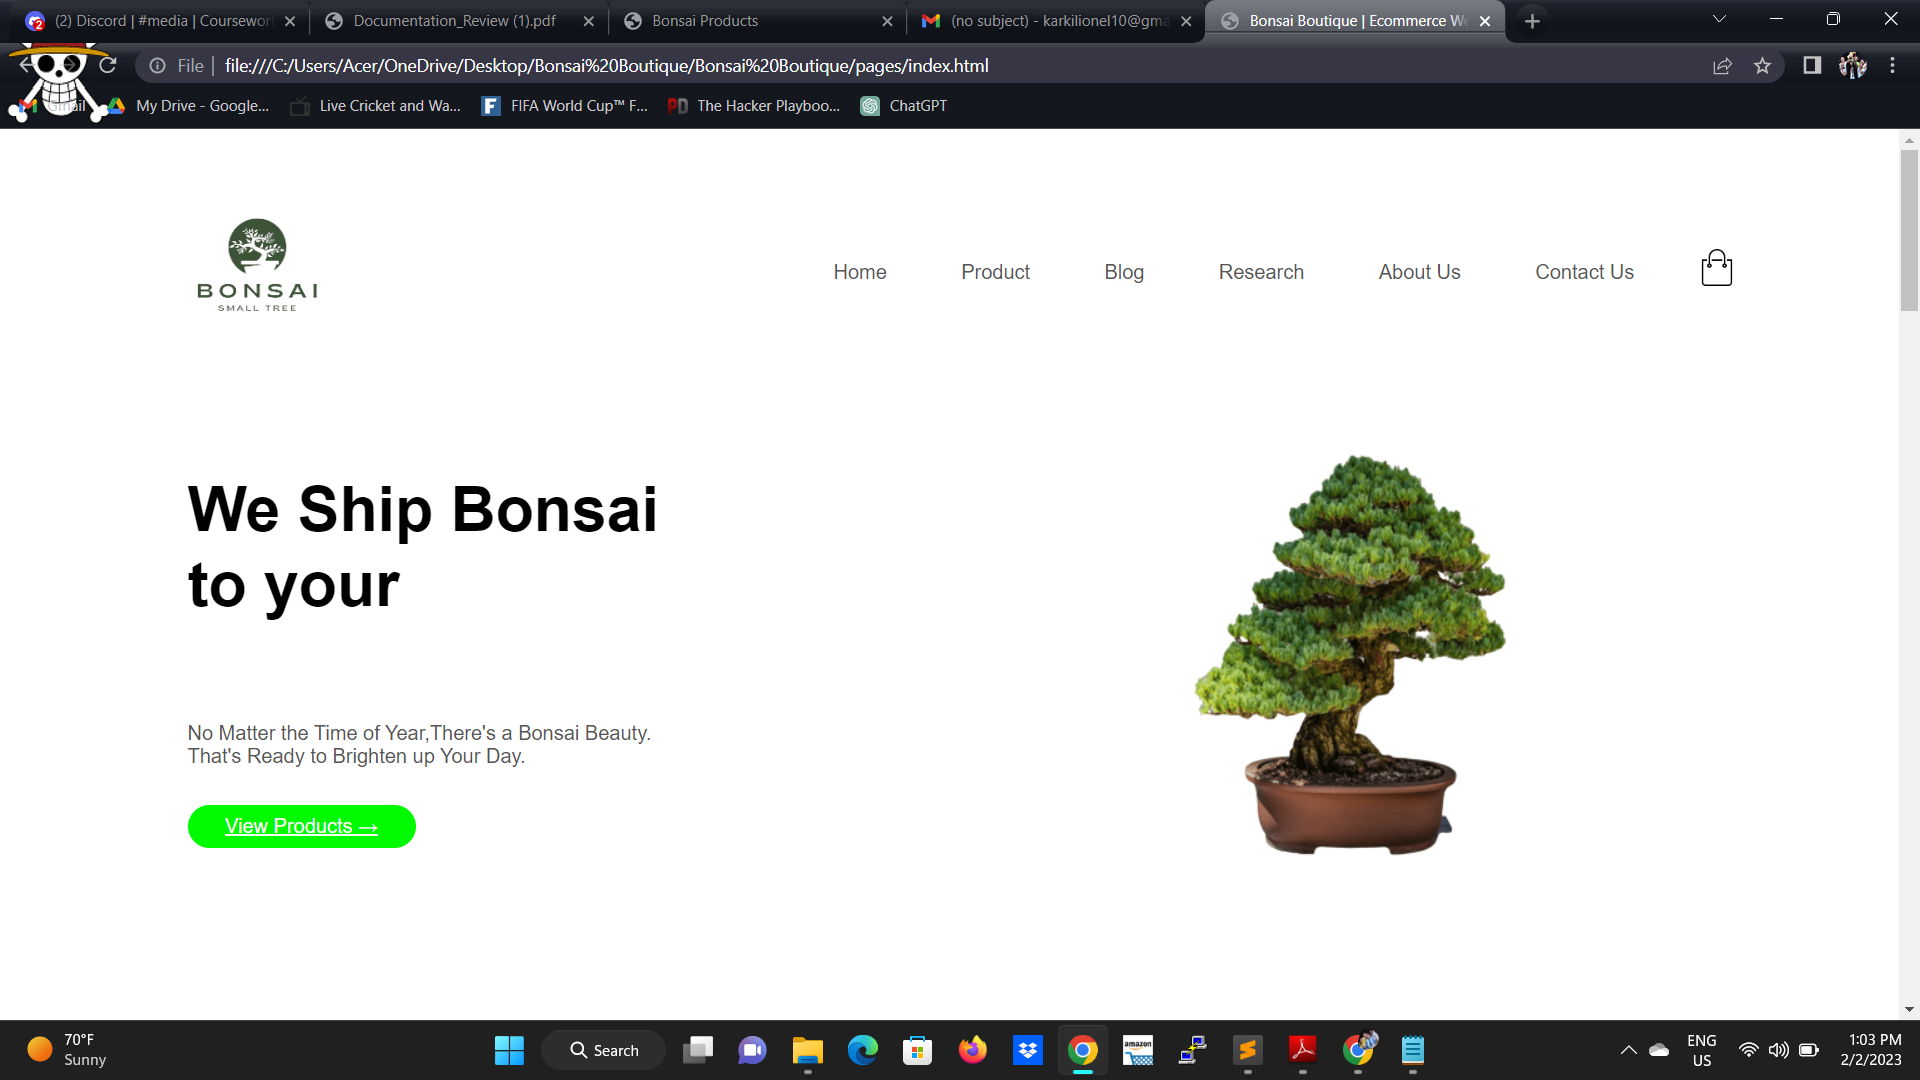 (2) Discord | #media | Coursewor
Documentation_Review (1).pdf
Bonsai Products
(no subject) - karkilionel10@gma
Bonsai Boutique | Ecommerce We
File
file:///C:/Users/Acer/OneDrive/Desktop/Bonsai%20Boutique/Bonsai%20Boutique/pages/index.html
Gmail
My Drive - Google...
Live Cricket and Wa...
FIFA World Cup™ F...
The Hacker Playboo...
ChatGPT
BONSAI
SMALL TREE
Home
Product
Blog
Research
About Us
Contact Us
We Ship Bonsai
to your
No Matter the Time of Year,There's a Bonsai Beauty.
That's Ready to Brighten up Your Day.
View Products →
70°F
Sunny
Search
amazon
ENG
US
1:03 PM
2/2/2023